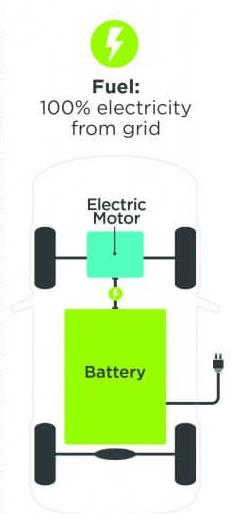 Fuel:
100% electricity
from grid
Electric
Motor
Battery